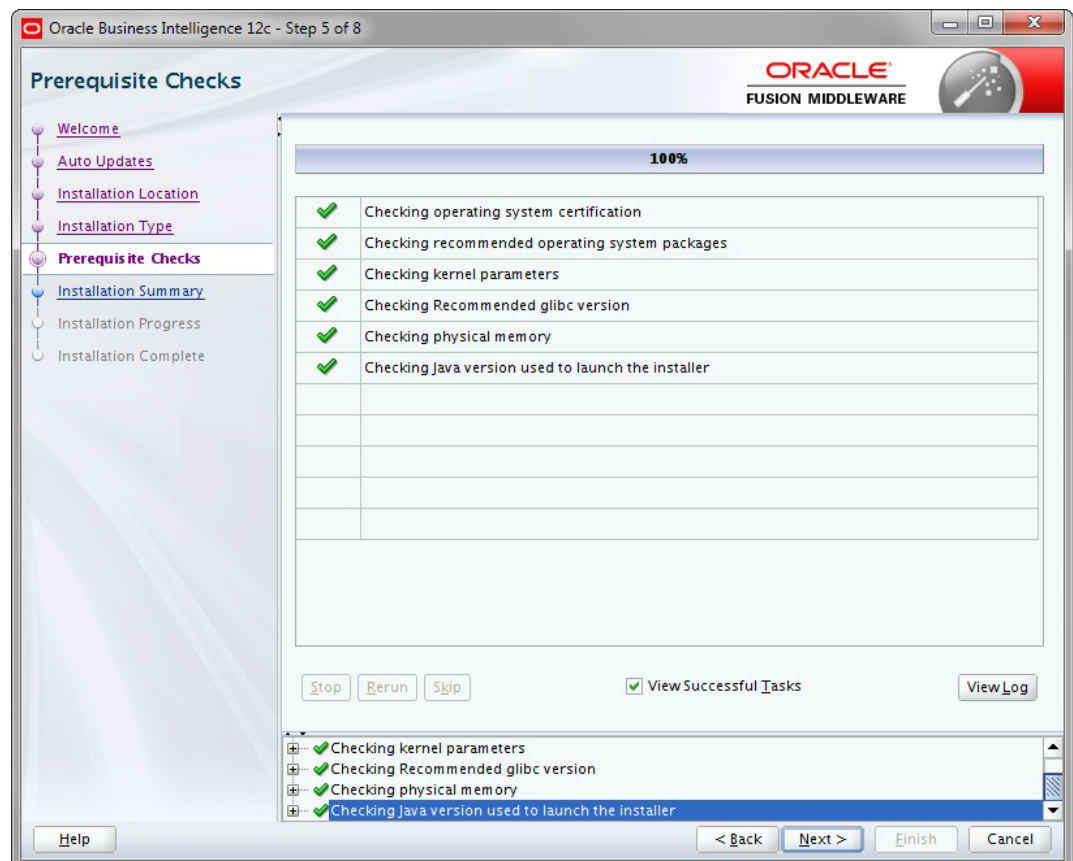 Oracle Business Intelligence 12c - Step 5 of 8
Prerequisite Checks
ORACLE
FUSION MIDDLEWARE
Welcome
Auto Updates
Installation Location
Installation Type
Prerequisite Checks
Installation Summary
Installation Progress
Installation Complete
100%
Checking operating system certification
Checking recommended operating system packages
Checking kernel parameters
Checking Recommended glibc version
Checking physical memory
Checking Java version used to launch the installer
Stop Rerun Skip View Successful Tasks View Log
Checking kernel parameters
Checking Recommended glibc version
Checking physical memory
Checking Java version used to launch the installer
Help < Back Next > Finish Cancel